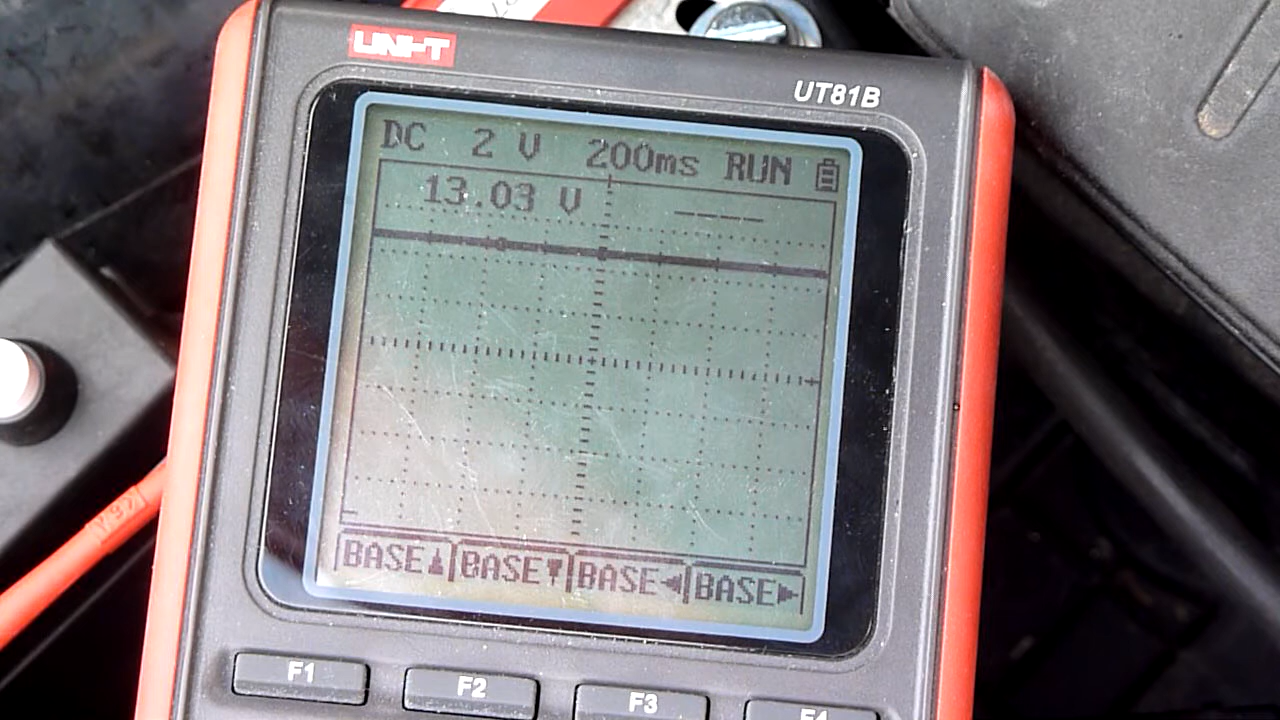 UNI-T
UT81B
DC 2 V 200ms RUN
13.03 V ----
BASE▲ BASE▼ BASE◀ BASE▶
F1 F2 F3 F4